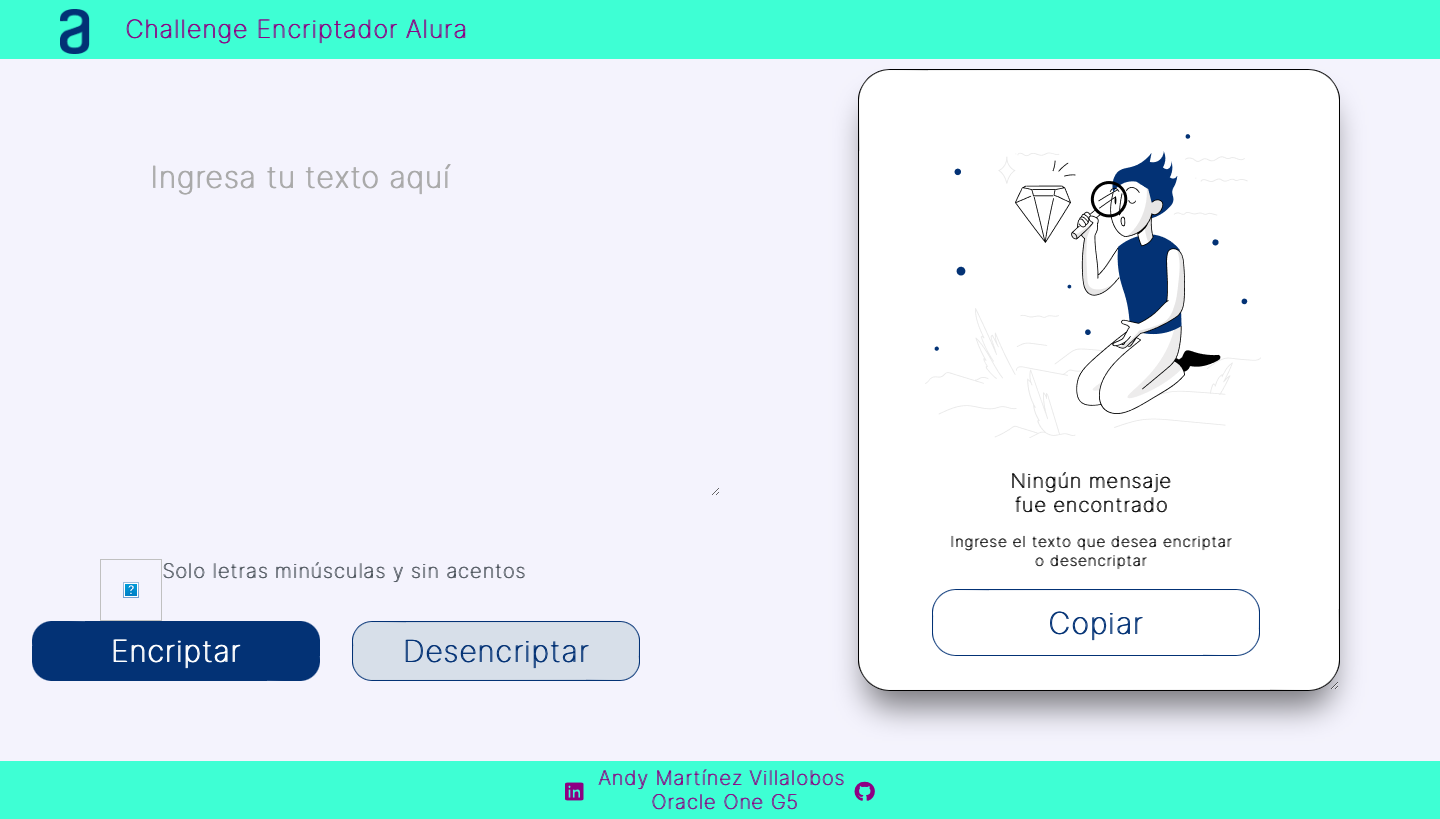 a
Challenge Encriptador Alura
Ingresa tu texto aquí
Solo letras minúsculas y sin acentos
Encriptar
Desencriptar
Ningún mensaje
fue encontrado
Ingrese el texto que desea encriptar
o desencriptar
Copiar
in
Andy Martínez Villalobos
Oracle One G5